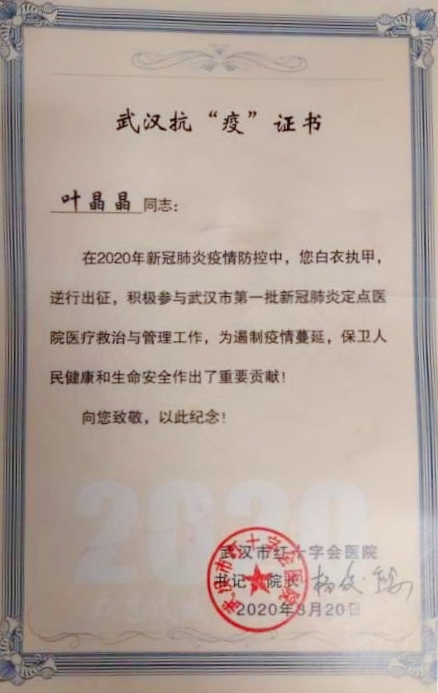 武汉抗“疫”证书
叶晶晶同志：
在2020年新冠肺炎疫情防控中，您白衣执甲，
逆行出征，积极参与武汉市第一批新冠肺炎定点医
院医疗救治与管理工作，为遏制疫情蔓延，保卫人
民健康和生命安全作出了重要贡献！
向您致敬，以此纪念！
2020
武汉市红十字会医院
书记 院长
2020年3月20日